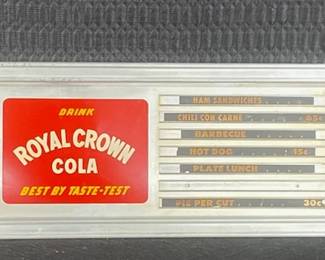 DRINK
ROYAL CROWN
COLA
BEST BY TASTE-TEST
HAM SANDWICHES
CHILI CON CARNE 65¢
BARBECUE
HOT DOG 15¢
PLATE LUNCH
PIE PER CUT 30¢